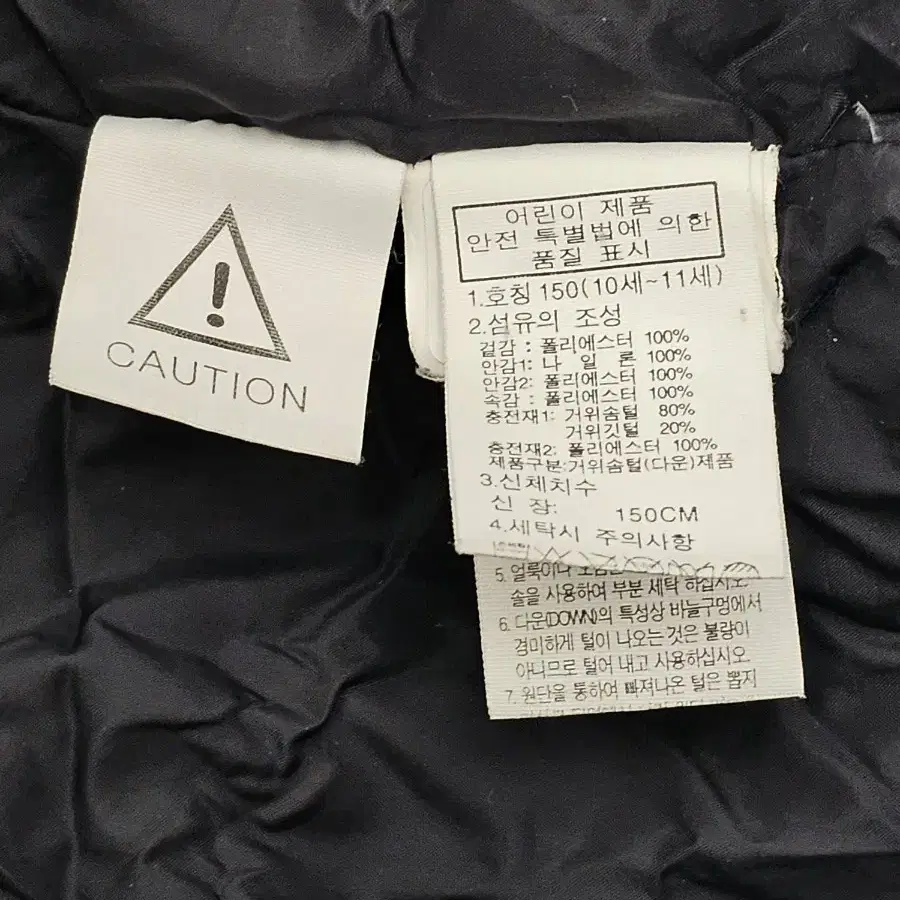 CAUTION
어린이 제품
안전 특별법에 의한
품질 표시
1.호칭 150(10세~11세)
2.섬유의 조성
겉감 : 폴리에스터 100%
안감1: 나 일 론 100%
안감2: 폴리에스터 100%
속감 : 폴리에스터 100%
충전재1: 거위솜털 80%
거위깃털 20%
충전재2: 폴리에스터 100%
제품구분:거위솜털(다운)제품
3.신체치수
신 장: 150CM
4.세탁시 주의사항
5. 얼룩이나
솔을 사용하여 부분 세탁 하십시오
6. 다운(DOWN)의 특성상 바늘구멍에서
경미하게 털이 나오는 것은 불량이
아니므로 털어 내고 사용하십시오
7. 원단을 통하여 빠져나온 털은 뽑지